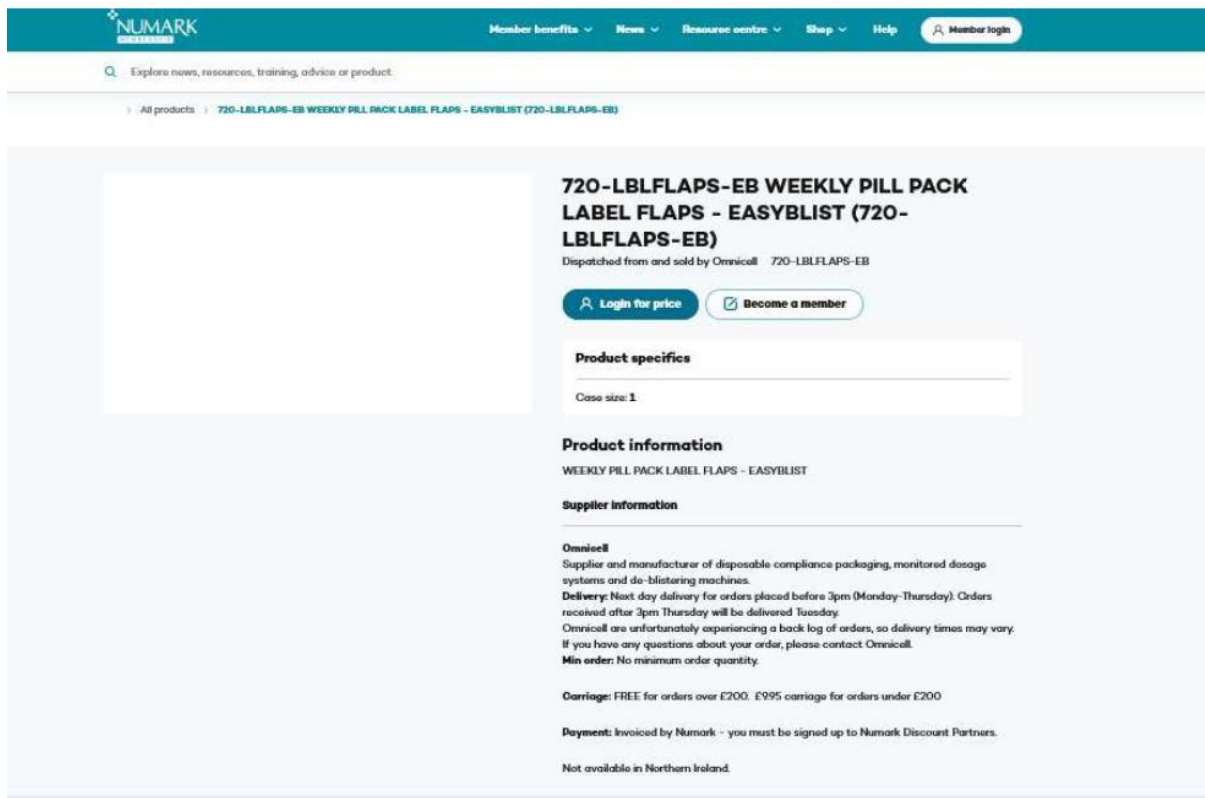 NUMARK
MEMBERSHIP
Member benefits
News
Resource centre
Shop
Help
Member login
Explore news, resources, training, advice or product
All products
720-LBLFLAPS-EB WEEKLY PILL PACK LABEL FLAPS - EASYBLIST (720-LBLFLAPS-EB)
720-LBLFLAPS-EB WEEKLY PILL PACK
LABEL FLAPS - EASYBLIST (720-
LBLFLAPS-EB)
Dispatched from and sold by Omnicell 720-LBLFLAPS-EB
Login for price
Become a member
Product specifics
Case size: 1
Product information
WEEKLY PILL PACK LABEL FLAPS - EASYBLIST
Supplier information
Omnicell
Supplier and manufacturer of disposable compliance packaging, monitored dosage
systems and de-blistering machines.
Delivery: Next day delivery for orders placed before 3pm (Monday-Thursday). Orders
received after 3pm Thursday will be delivered Tuesday.
Omnicell are unfortunately experiencing a back log of orders, so delivery times may vary.
If you have any questions about your order, please contact Omnicell.
Min order: No minimum order quantity.
Carriage: FREE for orders over £200. £9.95 carriage for orders under £200
Payment: Invoiced by Numark - you must be signed up to Numark Discount Partners.
Not available in Northern Ireland.